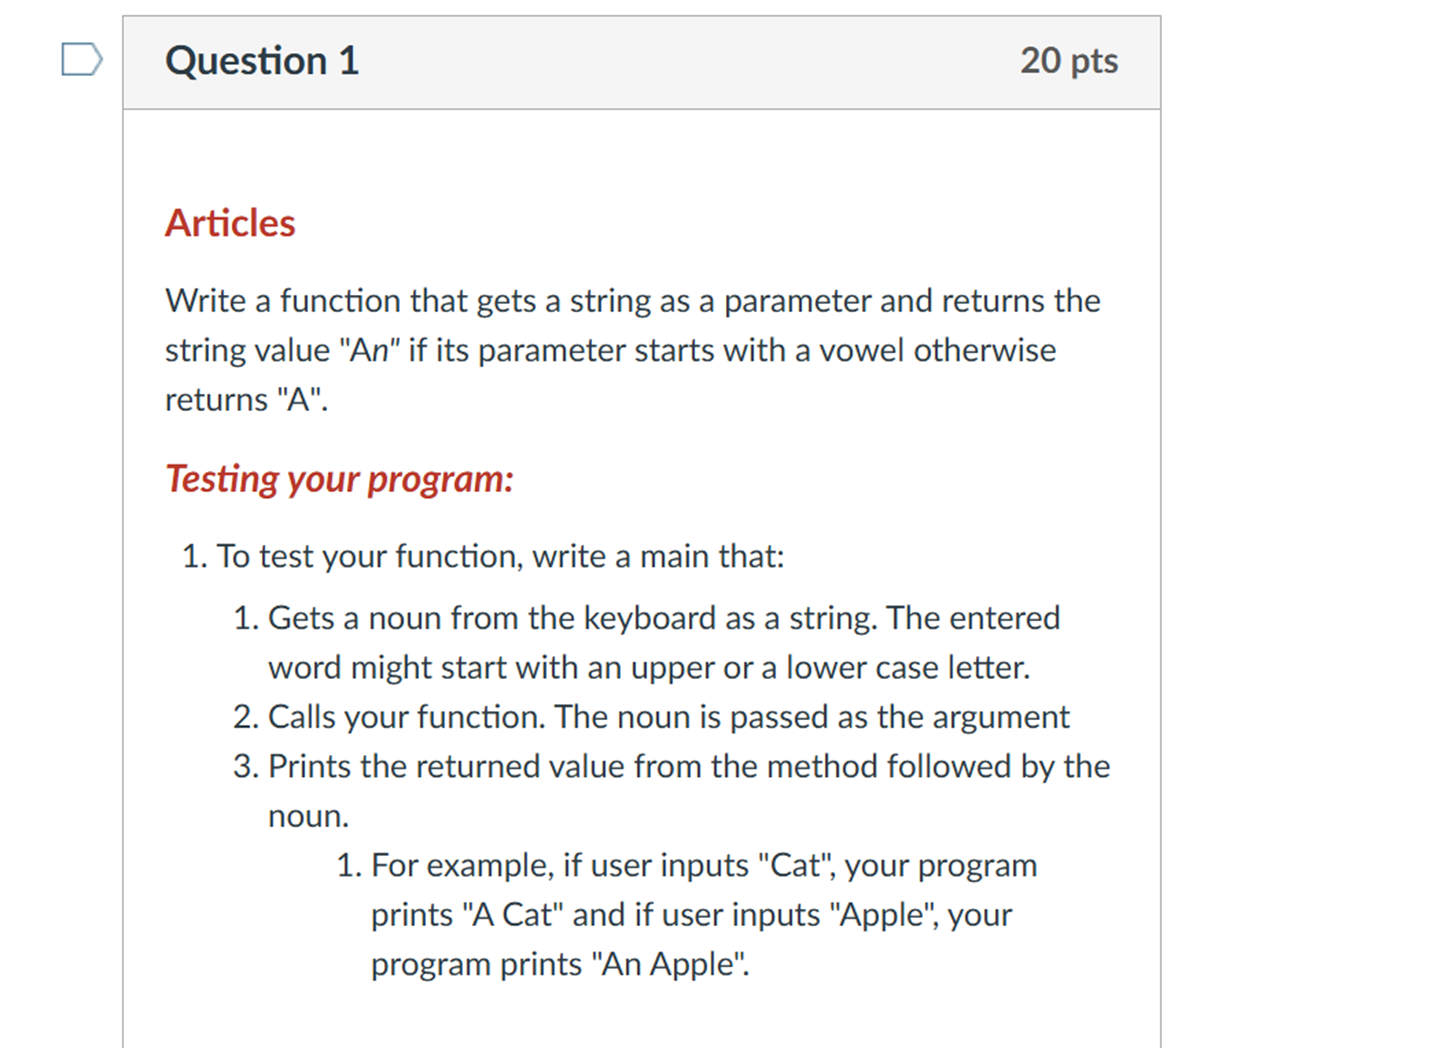 Question 1
20 pts
Articles
Write a function that gets a string as a parameter and returns the
string value "An" if its parameter starts with a vowel otherwise
returns "A".
Testing your program:
1. To test your function, write a main that:
1. Gets a noun from the keyboard as a string. The entered
word might start with an upper or a lower case letter.
2. Calls your function. The noun is passed as the argument
3. Prints the returned value from the method followed by the
noun.
1. For example, if user inputs "Cat", your program
prints "A Cat" and if user inputs "Apple", your
program prints "An Apple".